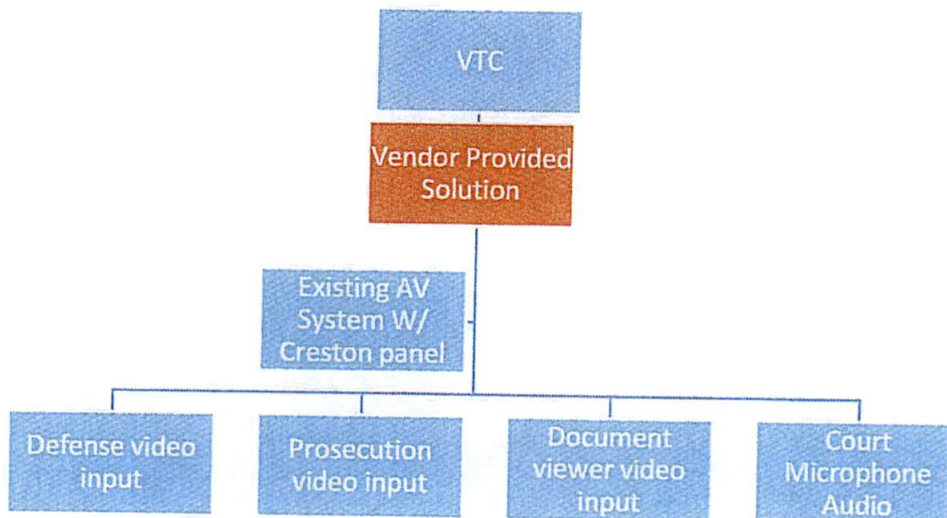 VTC
Vendor Provided
Solution
Existing AV
System W/
Creston panel
Defense video
input
Prosecution
video input
Document
viewer video
input
Court
Microphone
Audio